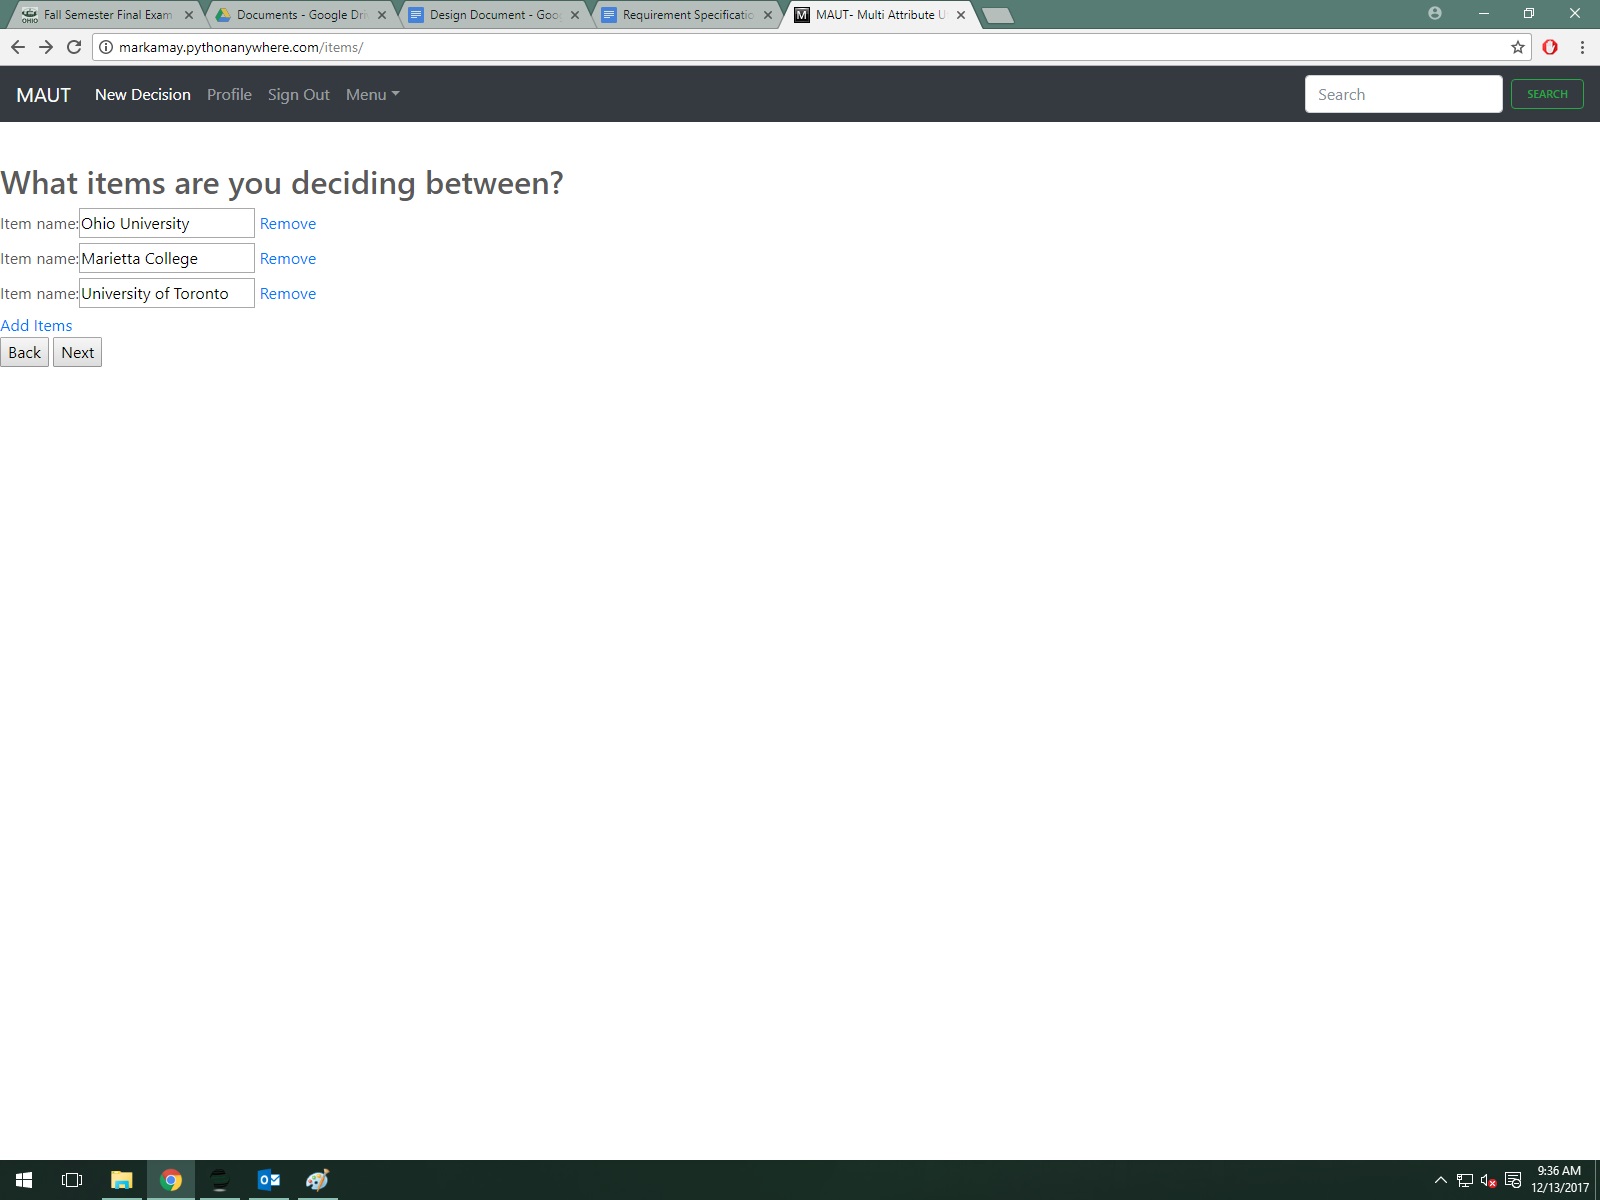 Fall Semester Final Exam
Documents - Google Dri
Design Document - Goo
Requirement Specificatio
MAUT- Multi Attribute U
markamay.pythonanywhere.com/items/
MAUT New Decision Profile Sign Out Menu Search SEARCH
What items are you deciding between?
Item name: Ohio University Remove
Item name: Marietta College Remove
Item name: University of Toronto Remove
Add Items
Back Next
9:36 AM
12/13/2017